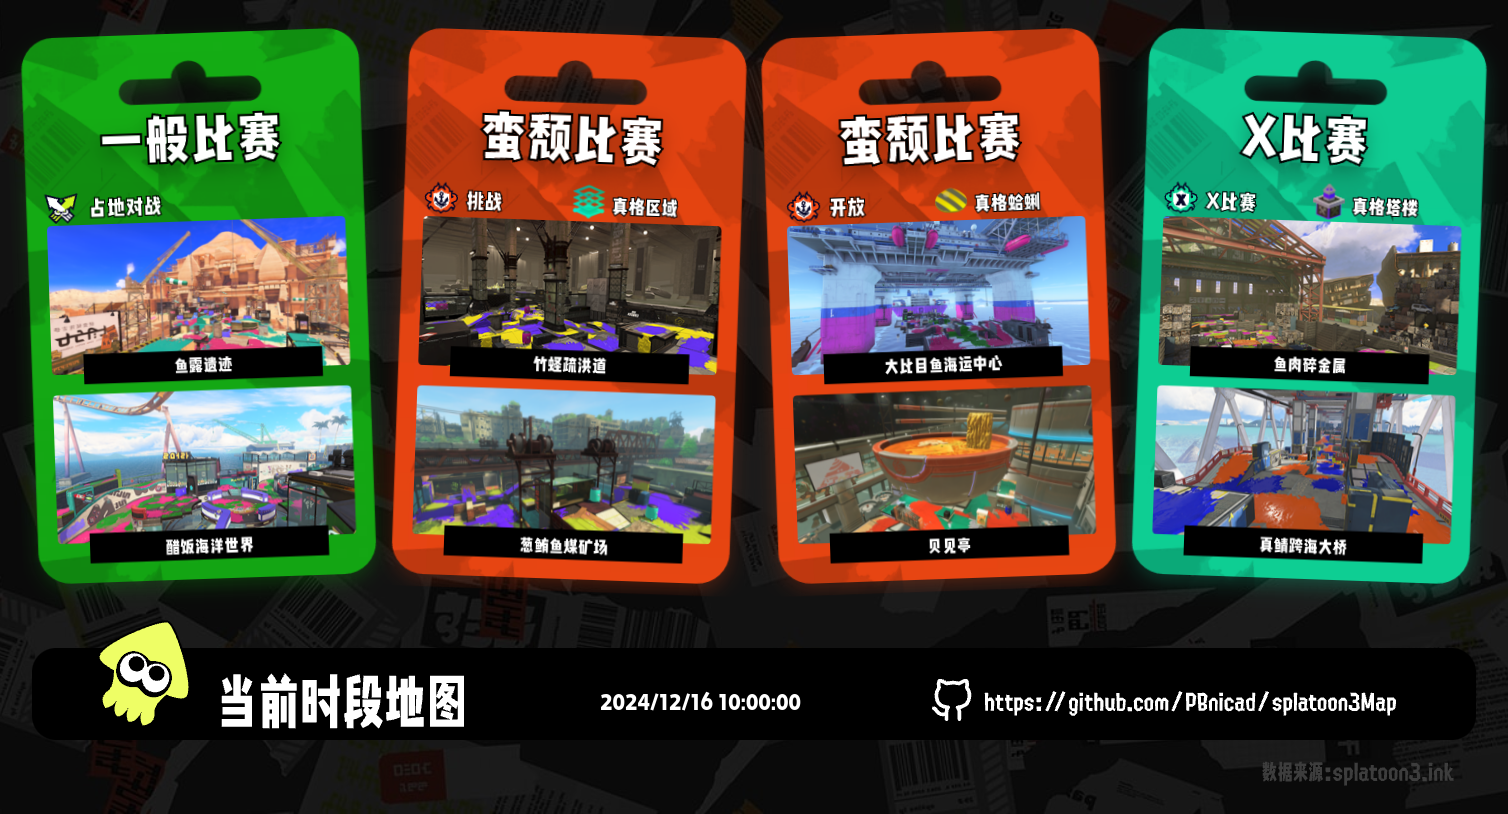 一般比赛
占地对战
鱼露遗迹
醋饭海洋世界
蛮颓比赛
挑战
真格区域
竹蛏疏洪道
葱鲔鱼煤矿场
蛮颓比赛
开放
真格蛤蜊
大比目鱼海运中心
贝见亭
X比赛
X比赛
真格塔楼
鱼肉碎金属
真鲭跨海大桥
当前时段地图
2024/12/16 10:00:00
https://github.com/PBnicad/splatoon3Map
数据来源:splatoon3.ink